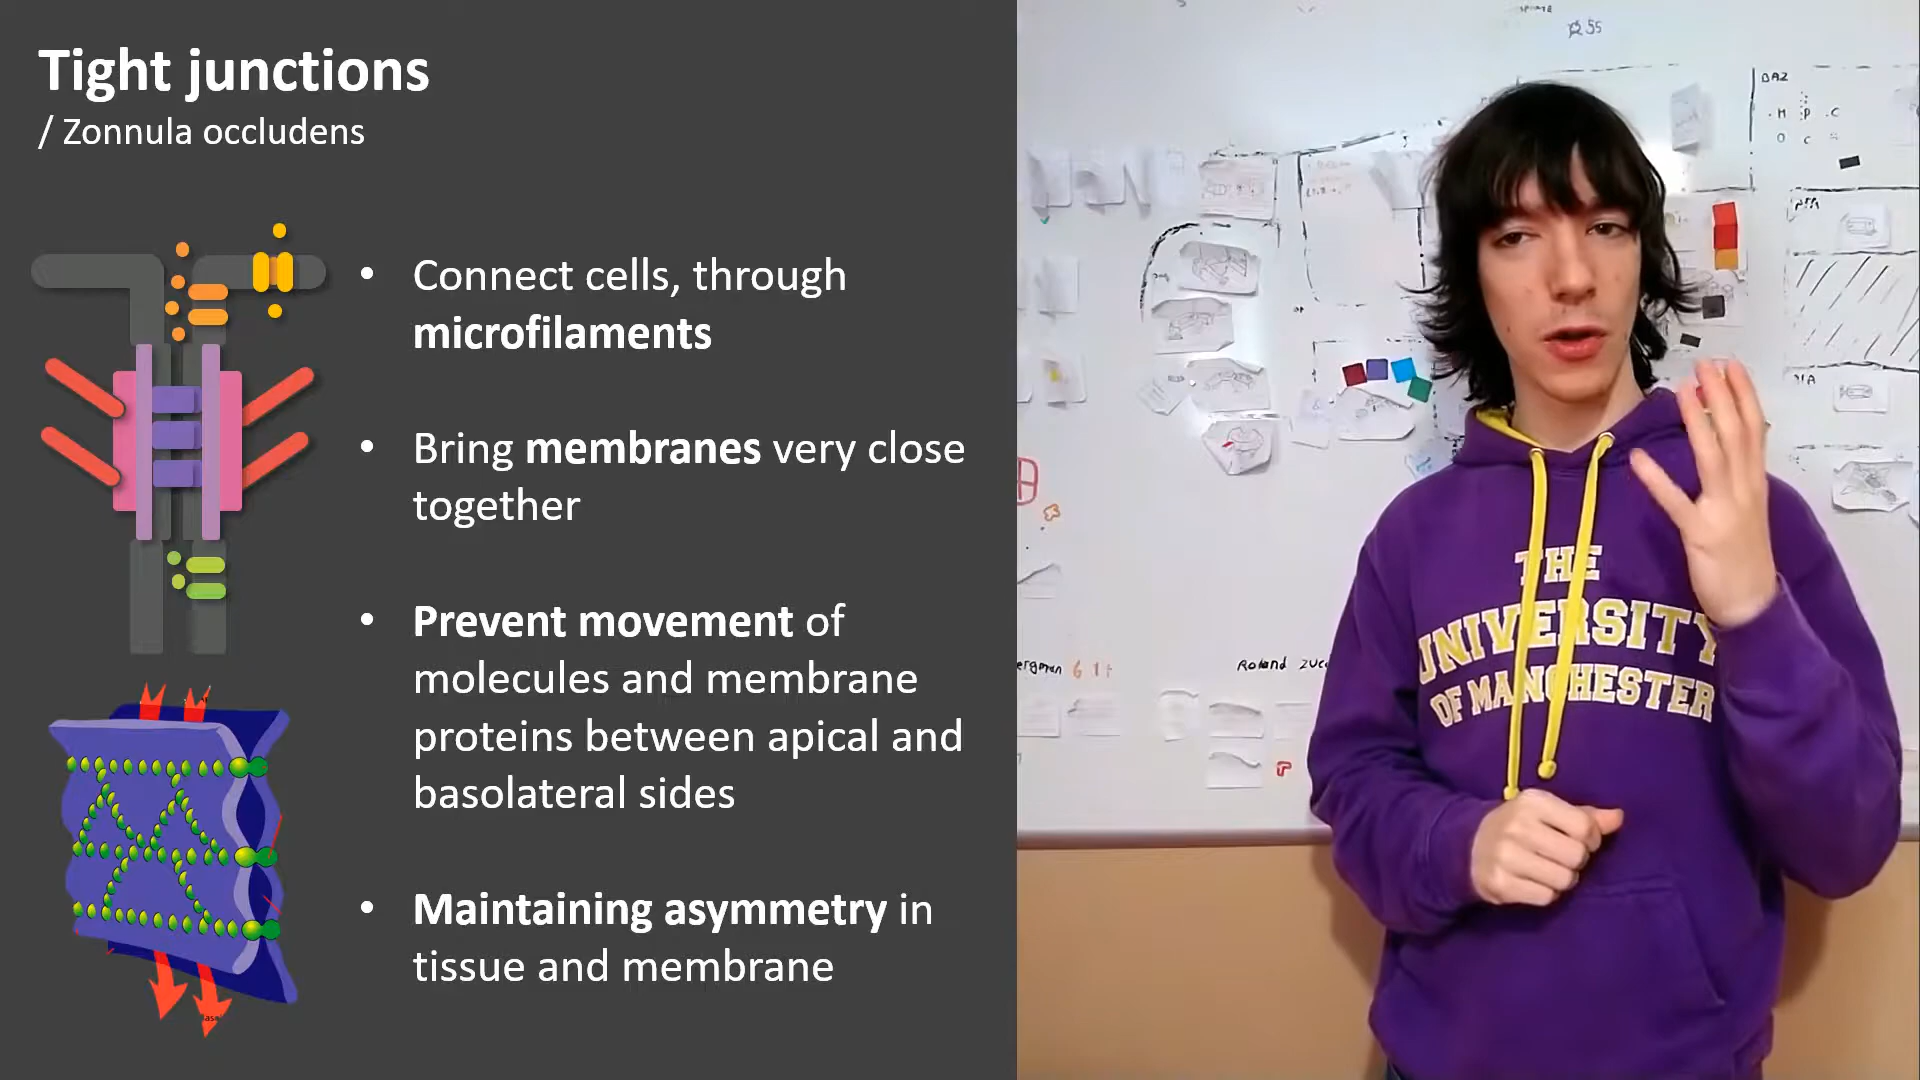 Tight junctions
/ Zonnula occludens
• Connect cells, through
microfilaments
• Bring membranes very close
together
• Prevent movement of
molecules and membrane
proteins between apical and
basolateral sides
• Maintaining asymmetry in
tissue and membrane
THE
UNIVERSITY
OF MANCHESTER
Roland